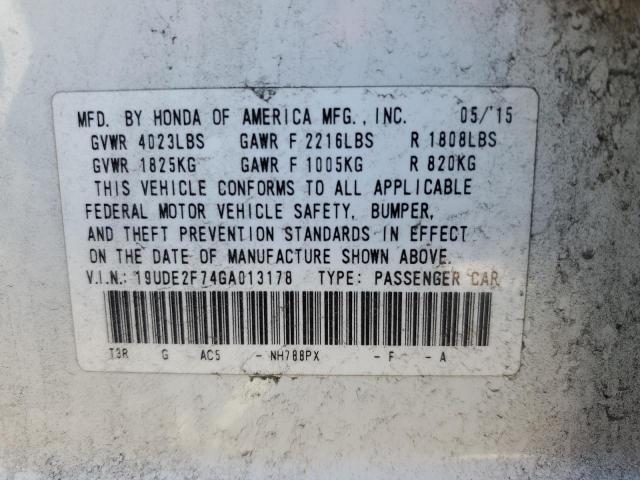 MFD. BY HONDA OF AMERICA MFG., INC. 05/'15
GVWR 4023LBS GAWR F 2216LBS R 1808LBS
GVWR 1825KG GAWR F 1005KG R 820KG
THIS VEHICLE CONFORMS TO ALL APPLICABLE
FEDERAL MOTOR VEHICLE SAFETY, BUMPER,
AND THEFT PREVENTION STANDARDS IN EFFECT
ON THE DATE OF MANUFACTURE SHOWN ABOVE.
V.I.N.: 19UDE2F74GA013178 TYPE: PASSENGER CAR
T3R G AC5 - NH788PX - F - A